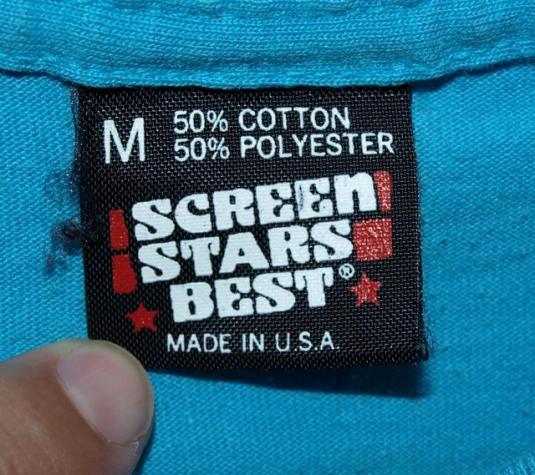 M 50% COTTON
50% POLYESTER
SCREEN
STARS
BEST®
MADE IN U.S.A.